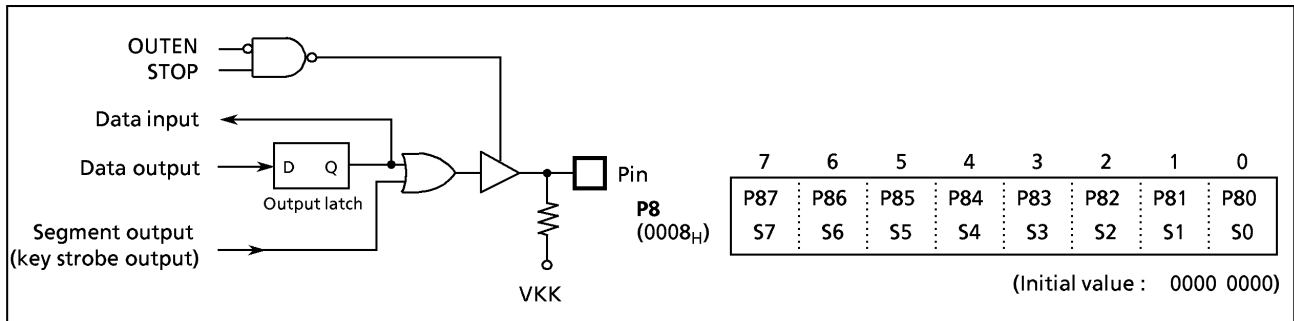 OUTEN
STOP
Data input
Data output
D Q
Output latch
Segment output
(key strobe output)
Pin
VKK
P8
(0008H)
7 6 5 4 3 2 1 0
P87 P86 P85 P84 P83 P82 P81 P80
S7 S6 S5 S4 S3 S2 S1 S0
(Initial value : 0000 0000)